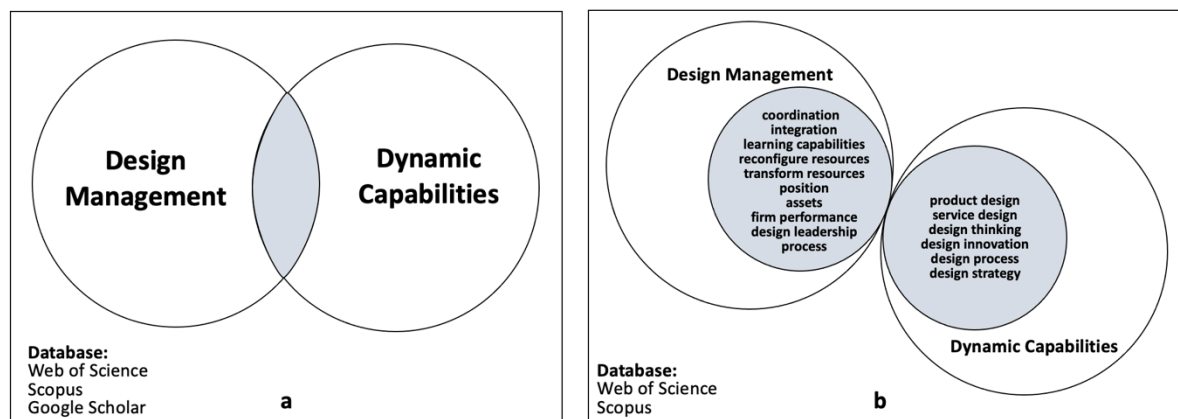 Design
Management
Dynamic
Capabilities
Database:
Web of Science
Scopus
Google Scholar
a
Design Management
coordination
integration
learning capabilities
reconfigure resources
transform resources
position
assets
firm performance
design leadership
process
product design
service design
design thinking
design innovation
design process
design strategy
Dynamic Capabilities
Database:
Web of Science
Scopus
b